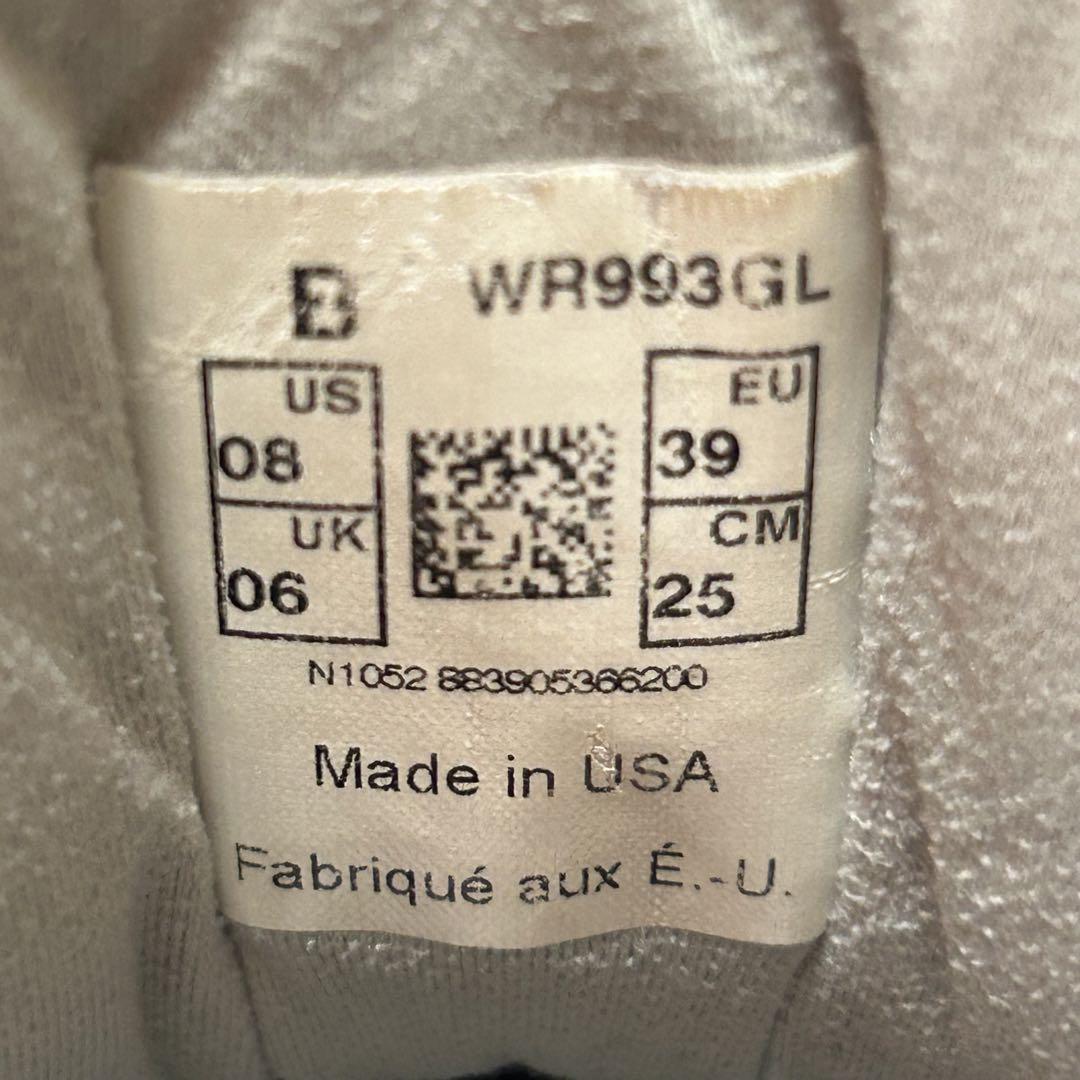 B WR993GL
US EU
08 39
UK CM
06 25
N1052 883905366200
Made in USA
Fabriqué aux É.-U.